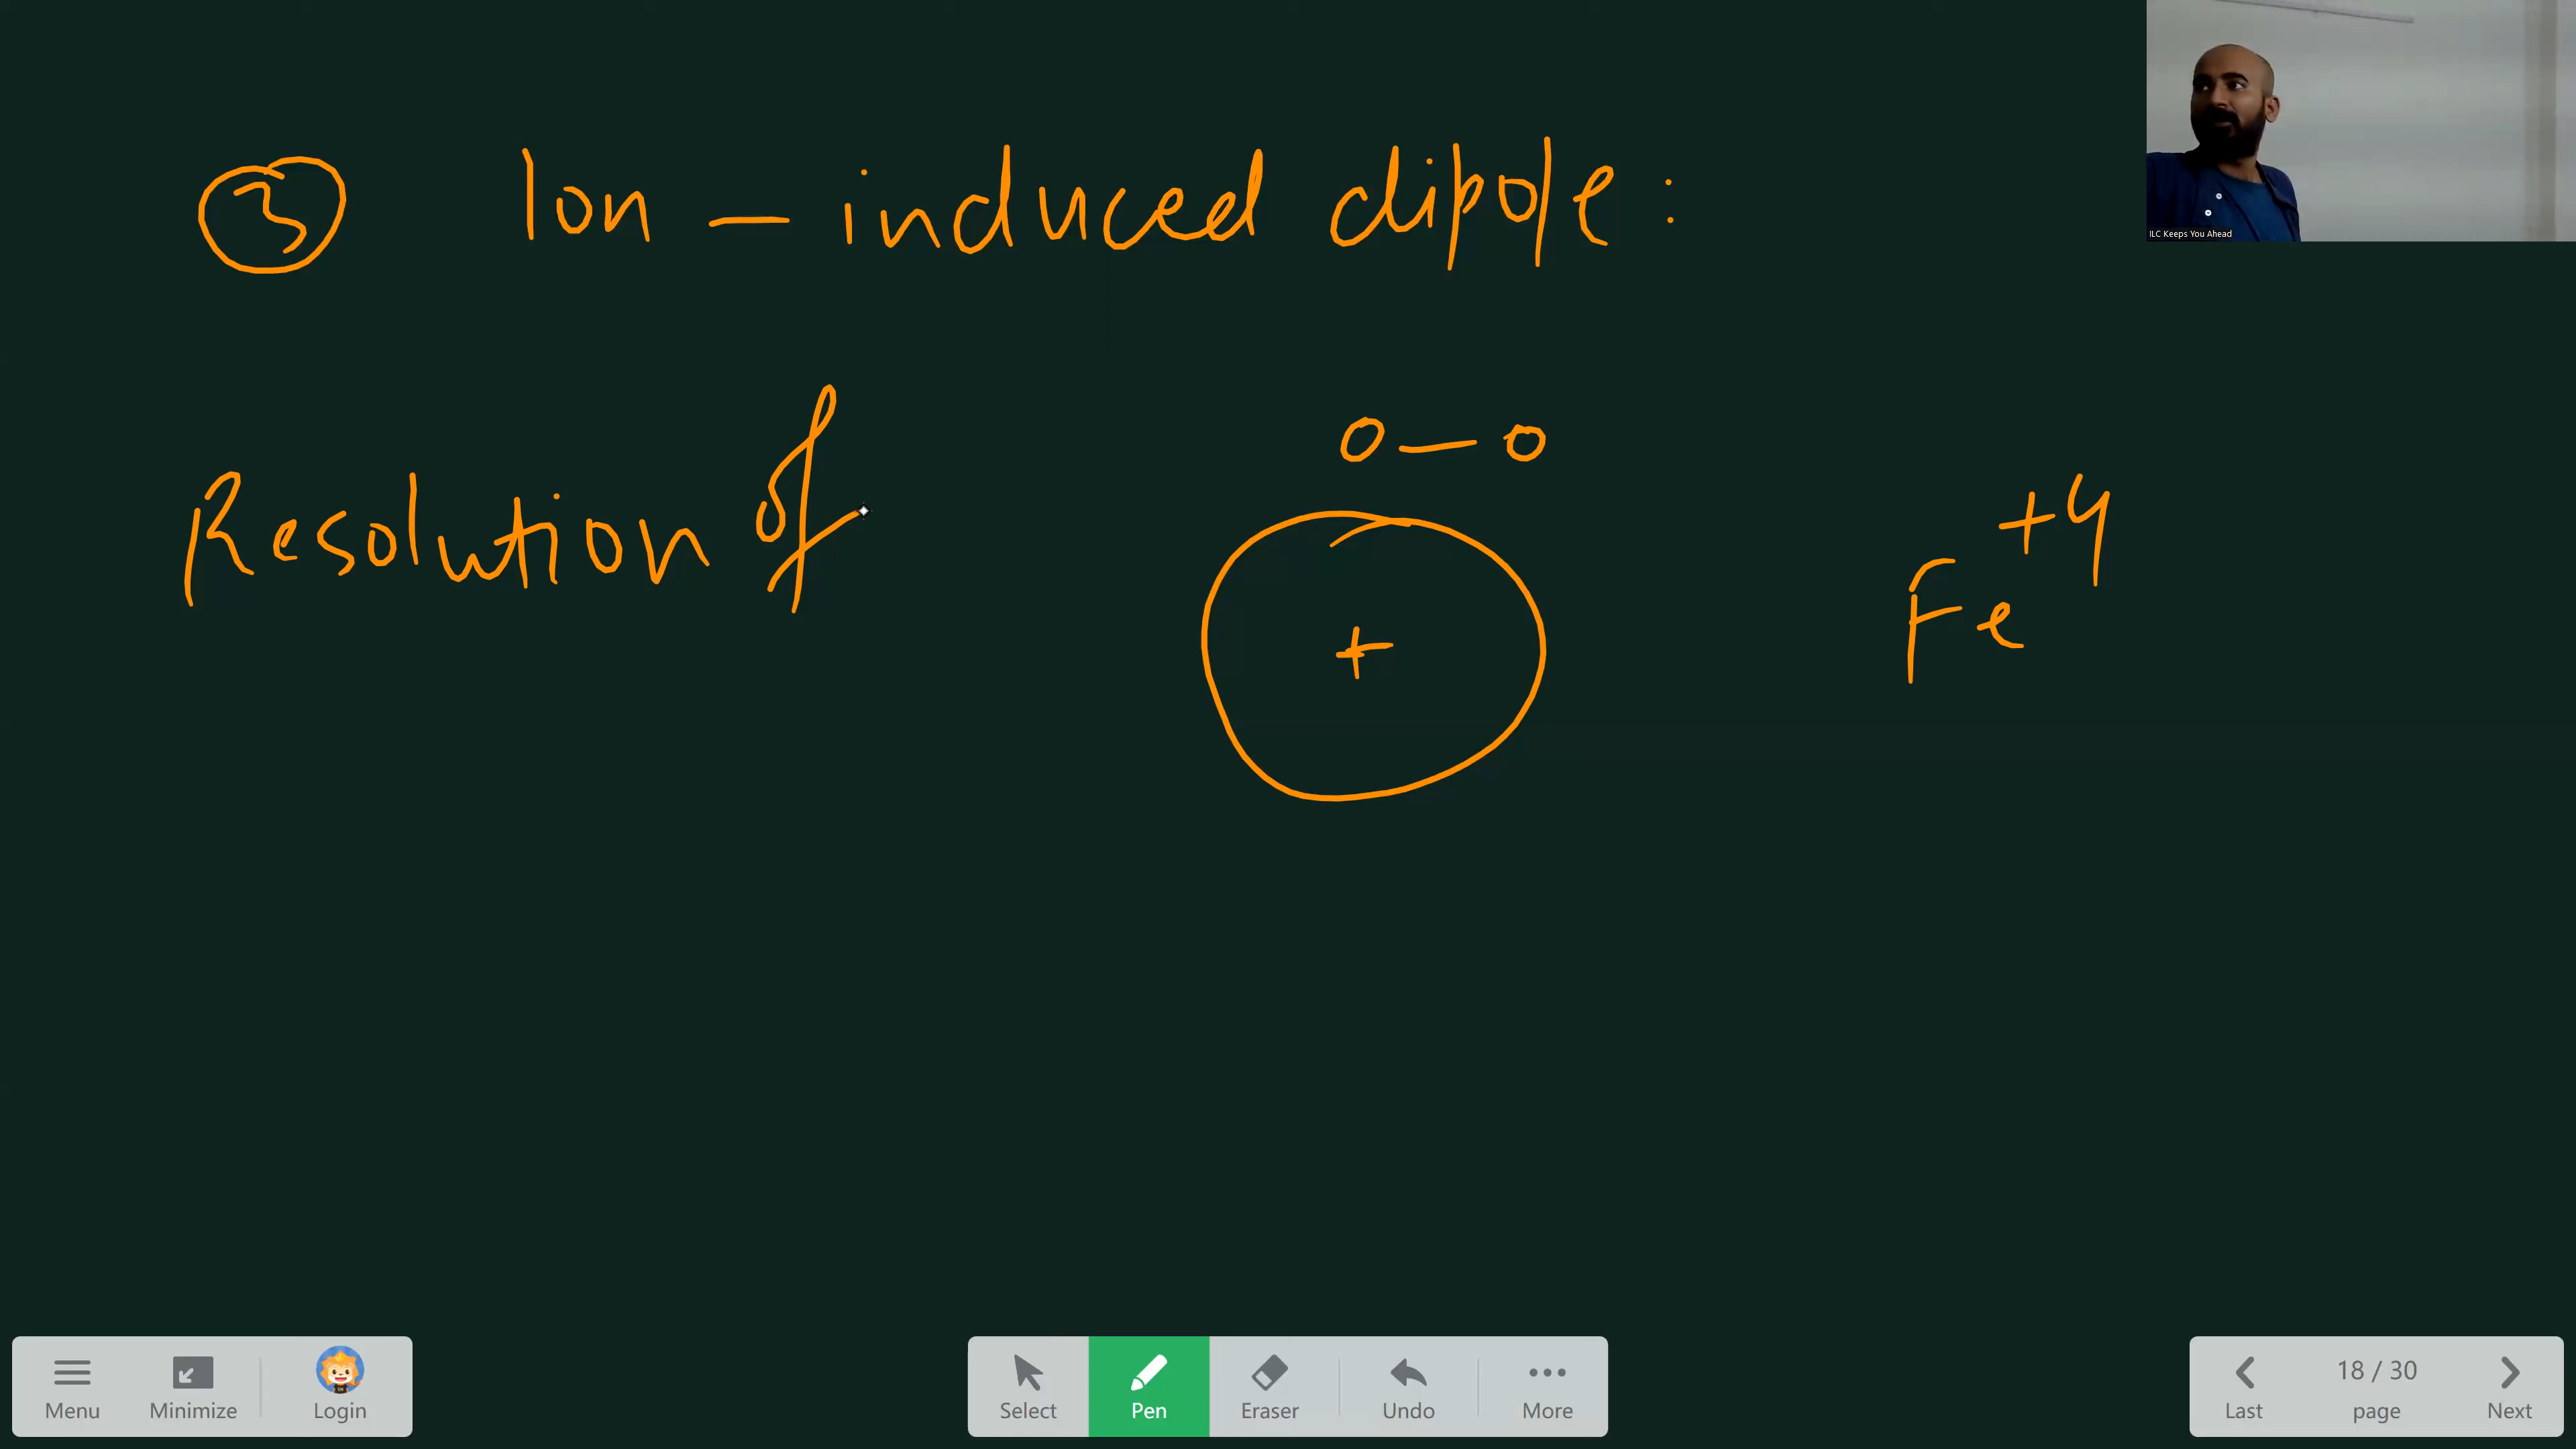 3 Ion – induced dipole :
ILC Keeps You Ahead
Resolution of
O — O
+
Fe+4
Menu Minimize Login
Select Pen Eraser Undo More
18 / 30
Last page Next